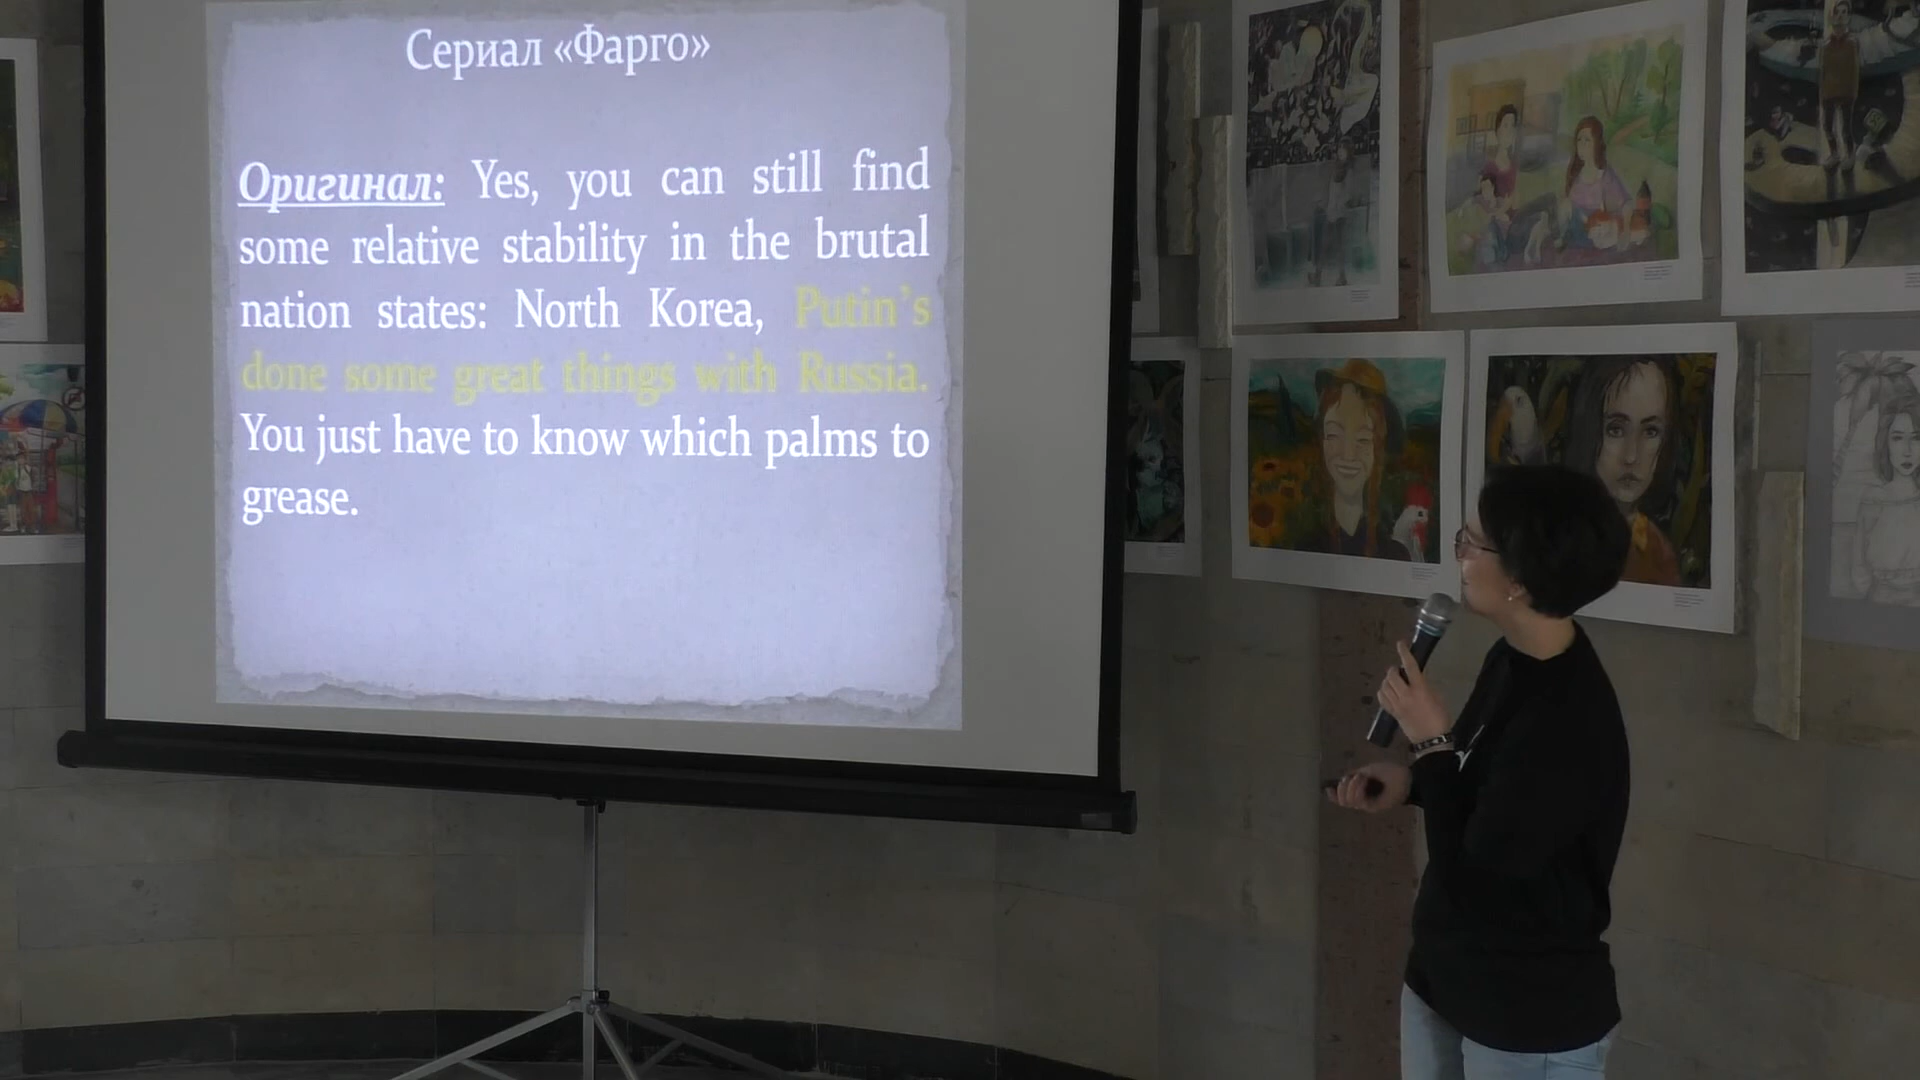 Сериал «Фарго»
Оригинал: Yes, you can still find
some relative stability in the brutal
nation states: North Korea, Putin's
done some great things with Russia.
You just have to know which palms to
grease.